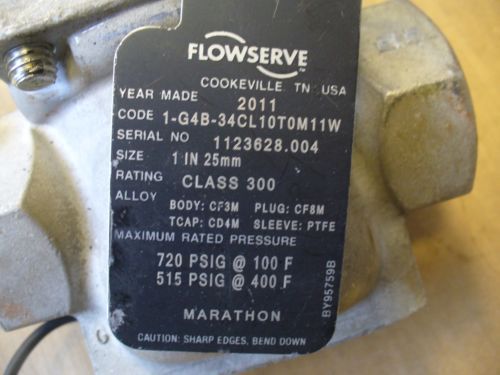 FLOWSERVE
COOKEVILLE, TN USA
YEAR MADE 2011
CODE 1-G4B-34CL10T0M11W
SERIAL NO 1123628.004
SIZE 1 IN 25mm
RATING CLASS 300
ALLOY
BODY: CF3M PLUG: CF8M
TCAP: CD4M SLEEVE: PTFE
MAXIMUM RATED PRESSURE
720 PSIG @ 100 F
515 PSIG @ 400 F
MARATHON
CAUTION: SHARP EDGES, BEND DOWN
BY95759B